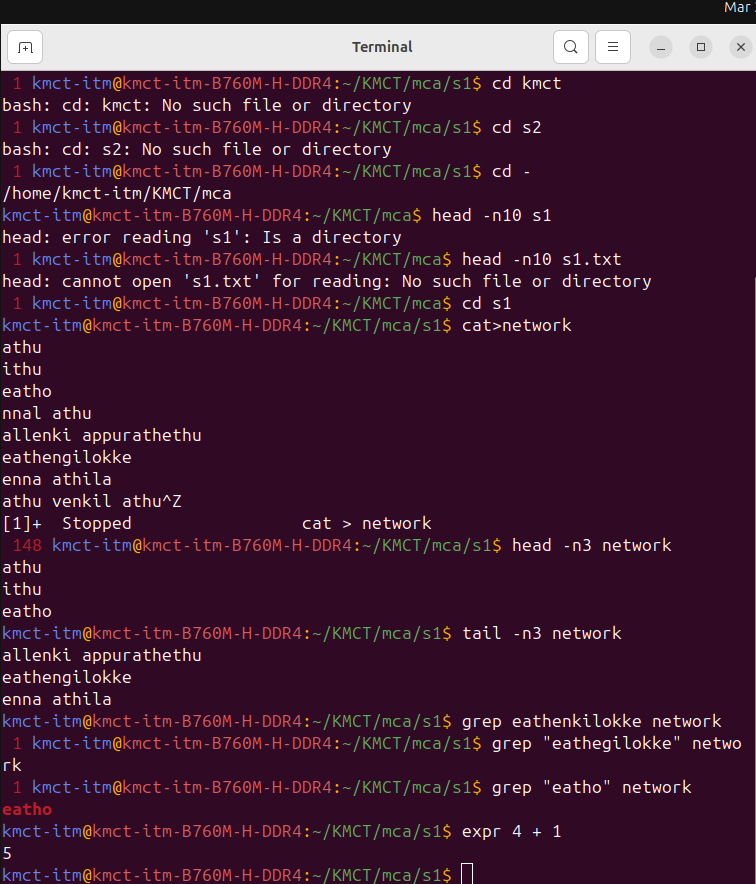 Mar
Terminal
1 kmct-itm@kmct-itm-B760M-H-DDR4:~/KMCT/mca/s1$ cd kmct
bash: cd: kmct: No such file or directory
1 kmct-itm@kmct-itm-B760M-H-DDR4:~/KMCT/mca/s1$ cd s2
bash: cd: s2: No such file or directory
1 kmct-itm@kmct-itm-B760M-H-DDR4:~/KMCT/mca/s1$ cd -
/home/kmct-itm/KMCT/mca
kmct-itm@kmct-itm-B760M-H-DDR4:~/KMCT/mca$ head -n10 s1
head: error reading 's1': Is a directory
1 kmct-itm@kmct-itm-B760M-H-DDR4:~/KMCT/mca$ head -n10 s1.txt
head: cannot open 's1.txt' for reading: No such file or directory
1 kmct-itm@kmct-itm-B760M-H-DDR4:~/KMCT/mca$ cd s1
kmct-itm@kmct-itm-B760M-H-DDR4:~/KMCT/mca/s1$ cat>network
athu
ithu
eatho
nnal athu
allenki appurathethu
eathengilokke
enna athila
athu venkil athu^Z
[1]+  Stopped                 cat > network
148 kmct-itm@kmct-itm-B760M-H-DDR4:~/KMCT/mca/s1$ head -n3 network
athu
ithu
eatho
kmct-itm@kmct-itm-B760M-H-DDR4:~/KMCT/mca/s1$ tail -n3 network
allenki appurathethu
eathengilokke
enna athila
kmct-itm@kmct-itm-B760M-H-DDR4:~/KMCT/mca/s1$ grep eathenkilokke network
1 kmct-itm@kmct-itm-B760M-H-DDR4:~/KMCT/mca/s1$ grep "eathegilokke" netwo
rk
1 kmct-itm@kmct-itm-B760M-H-DDR4:~/KMCT/mca/s1$ grep "eatho" network
eatho
kmct-itm@kmct-itm-B760M-H-DDR4:~/KMCT/mca/s1$ expr 4 + 1
5
kmct-itm@kmct-itm-B760M-H-DDR4:~/KMCT/mca/s1$